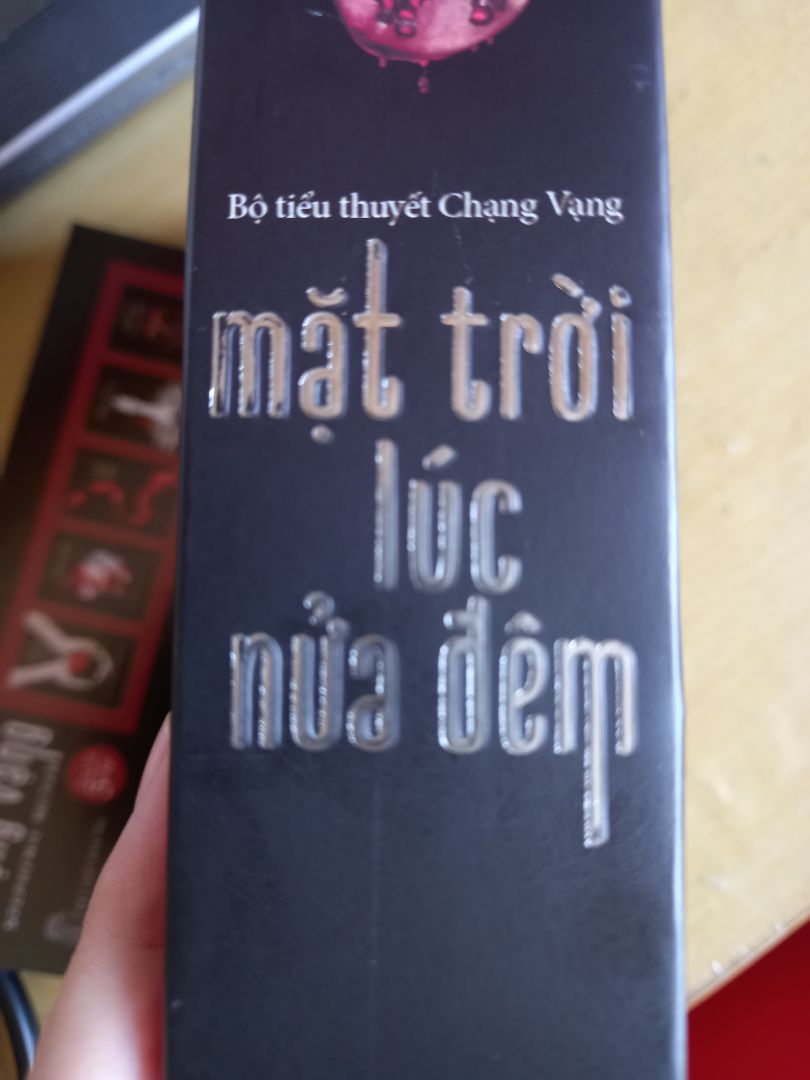 Bộ tiểu thuyết Chạng Vạng
mặt trời
lúc
nửa đêm